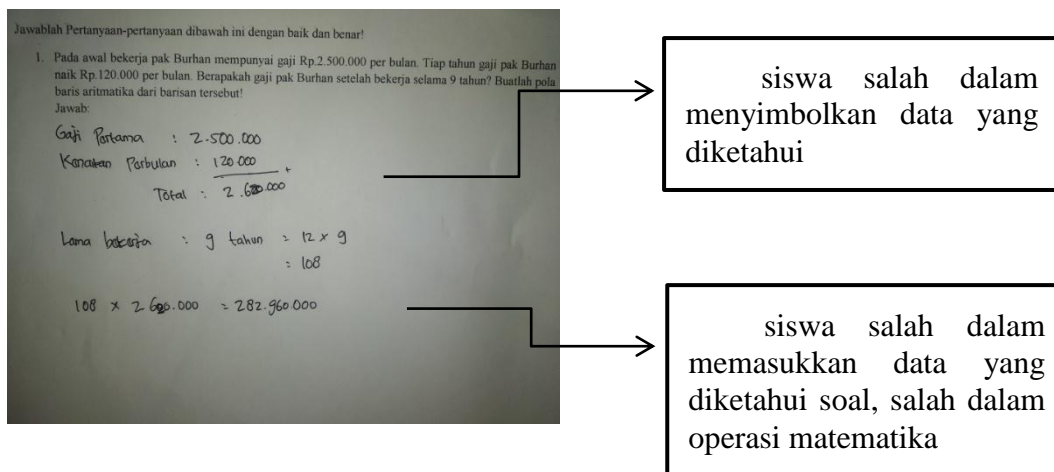 Jawablah Pertanyaan-pertanyaan dibawah ini dengan baik dan benar!
1. Pada awal bekerja pak Burhan mempunyai gaji Rp.2.500.000 per bulan. Tiap tahun gaji pak Burhan
naik Rp.120.000 per bulan. Berapakah gaji pak Burhan setelah bekerja selama 9 tahun? Buatlah pola
baris aritmatika dari barisan tersebut!
Jawab:
Gaji Pertama : 2.500.000
Kenaikan Perbulan : 120.000 +
Total : 2.620.000
Lama bekerja : 9 tahun = 12 x 9
= 108
108 x 2.620.000 = 282.960.000
siswa salah dalam
menyimbolkan data yang
diketahui
siswa salah dalam
memasukkan data yang
diketahui soal, salah dalam
operasi matematika